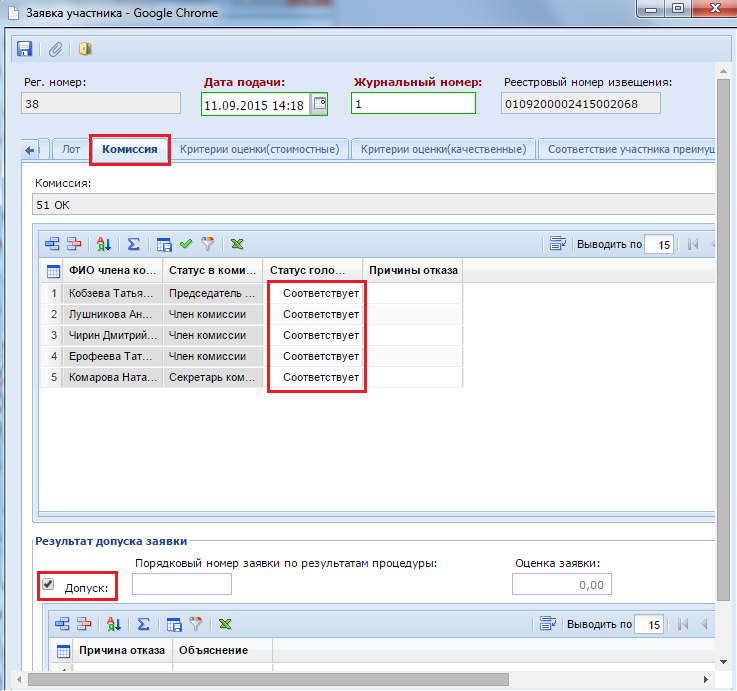 Заявка участника - Google Chrome
Рег. номер: Дата подачи: Журнальный номер: Реестровый номер извещения:
38 11.09.2015 14:18 1 0109200002415002068
Лот Комиссия Критерии оценки(стоимостные) Критерии оценки(качественные) Соответствие участника преимущ
Комиссия:
51 ОК
Выводить по 15
ФИО члена ко... Статус в коми... Статус голо... Причины отказа
1 Кобзева Татья... Председатель ... Соответствует
2 Лушникова Ан... Член комиссии Соответствует
3 Чирин Дмитрий... Член комиссии Соответствует
4 Ерофеева Тат... Член комиссии Соответствует
5 Комарова Ната... Секретарь ком... Соответствует
Результат допуска заявки
Порядковый номер заявки по результатам процедуры: Оценка заявки:
Допуск: 0,00
Выводить по 15
Причина отказа Объяснение